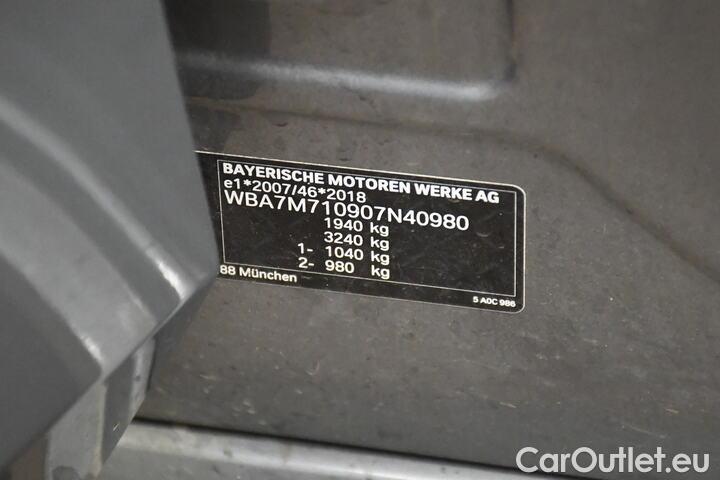 BAYERISCHE MOTOREN WERKE AG
e1*2007/46*2018
WBA7M710907N40980
1940 kg
3240 kg
1- 1040 kg
2- 980 kg
88 München
5 A0C 986
CarOutlet.eu